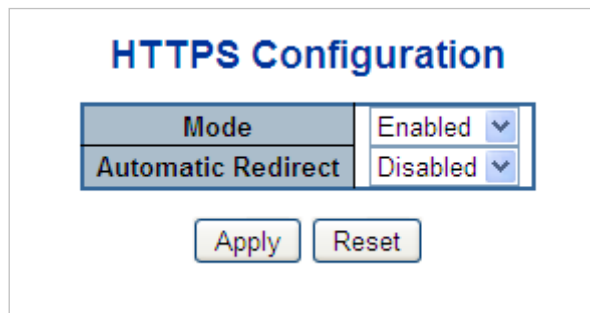 HTTPS Configuration
Mode Enabled
Automatic Redirect Disabled
Apply Reset